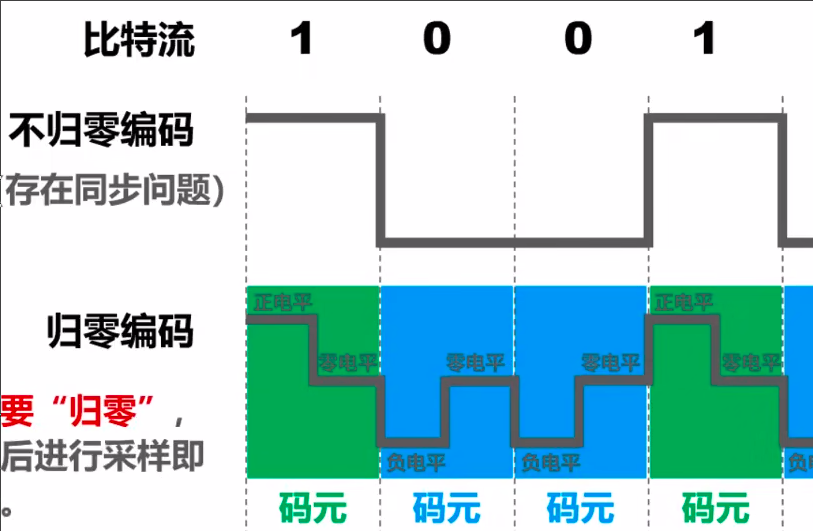 比特流 1 0 0 1
不归零编码
(存在同步问题)
正电平 正电平
归零编码
零电平 零电平 零电平 零电平
要“归零”，
后进行采样即
负电平 负电平 负电
。
码元 码元 码元 码元